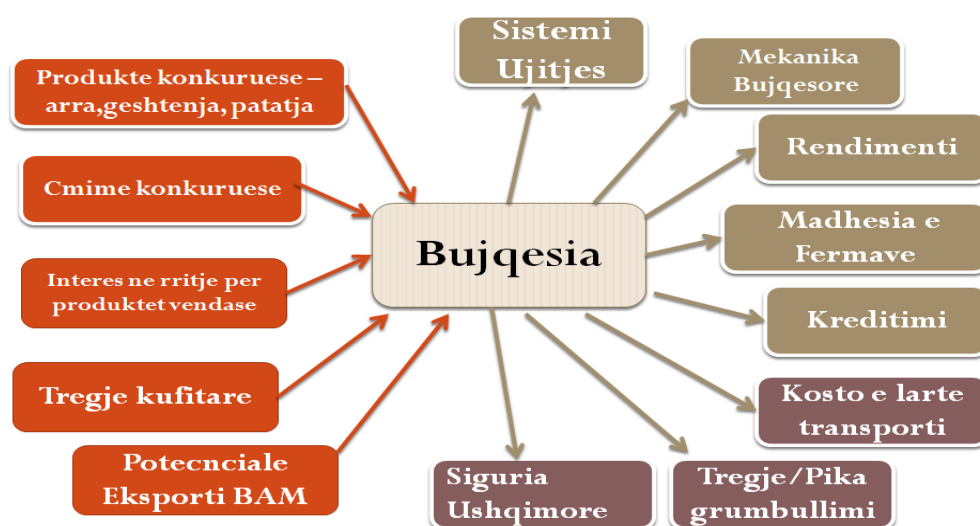 Sistemi
Ujitjes
Mekanika
Bujqesore
Produkte konkuruese –
arra,geshtenja, patatja
Rendimenti
Cmime konkuruese
Madhesia e
Fermave
Bujqesia
Interes ne rritje per
produktet vendase
Kreditimi
Tregje kufitare
Kosto e larte
transporti
Potecnciale
Eksporti BAM
Siguria
Ushqimore
Tregje/Pika
grumbullimi